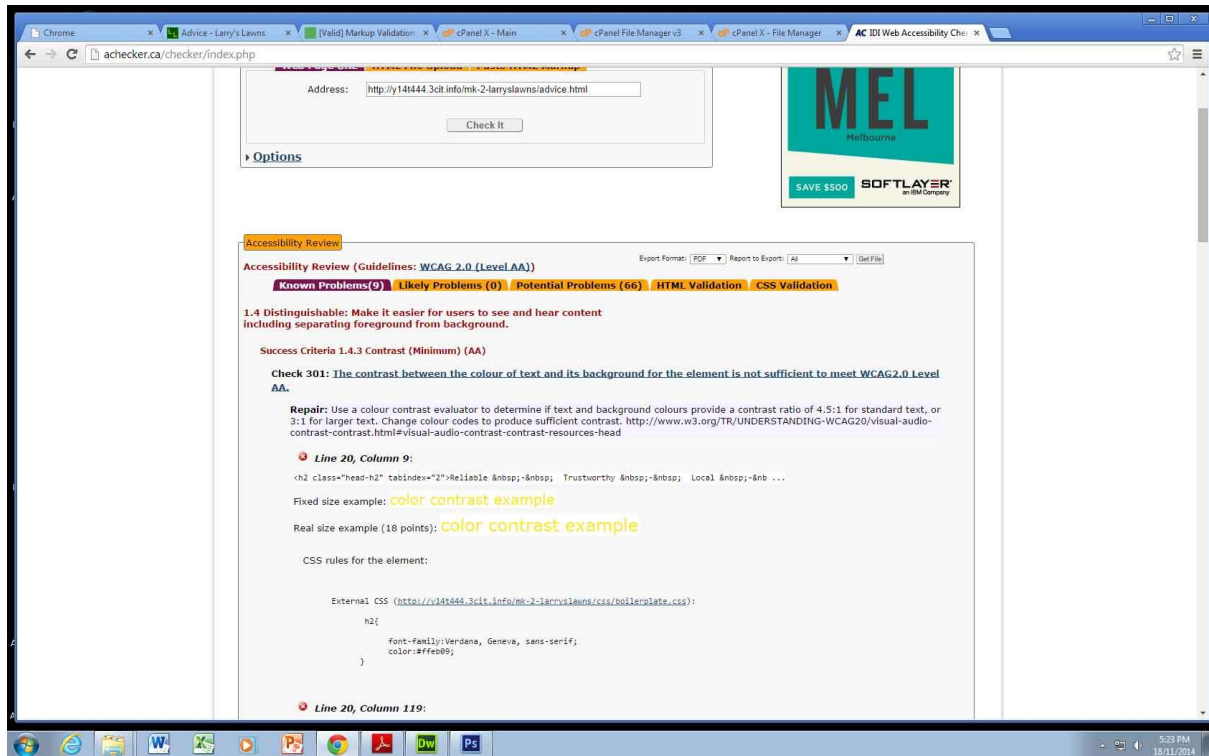 Chrome
Advice - Larry's Lawns
[Valid] Markup Validation
cPanel X - Main
cPanel File Manager v3
cPanel X - File Manager
AC IDI Web Accessibility Che
achecker.ca/checker/index.php
Address: http://y14t444.3cit.info/mk-2-larryslawns/advice.html
Check It
Options
MEL
Melbourne
SAVE $500 SOFTLAYER
an IBM Company
Accessibility Review
Export Format: PDF Report to Export: All Get File
Accessibility Review (Guidelines: WCAG 2.0 (Level AA))
Known Problems(9) Likely Problems (0) Potential Problems (66) HTML Validation CSS Validation
1.4 Distinguishable: Make it easier for users to see and hear content
including separating foreground from background.
Success Criteria 1.4.3 Contrast (Minimum) (AA)
Check 301: The contrast between the colour of text and its background for the element is not sufficient to meet WCAG2.0 Level
AA.
Repair: Use a colour contrast evaluator to determine if text and background colours provide a contrast ratio of 4.5:1 for standard text, or
3:1 for larger text. Change colour codes to produce sufficient contrast. http://www.w3.org/TR/UNDERSTANDING-WCAG20/visual-audio-
contrast-contrast.html#visual-audio-contrast-contrast-resources-head
Line 20, Column 9:
<h2 class="head-h2" tabindex="2">Reliable &nbsp;-&nbsp; Trustworthy &nbsp;-&nbsp; Local &nbsp;-&nb ...
Fixed size example: color contrast example
Real size example (18 points): color contrast example
CSS rules for the element:
External CSS (http://y14t444.3cit.info/mk-2-larryslawns/css/boilerplate.css):
h2{
font-family:Verdana, Geneva, sans-serif;
color:#ffeb09;
}
Line 20, Column 119:
5:23 PM
18/11/2014